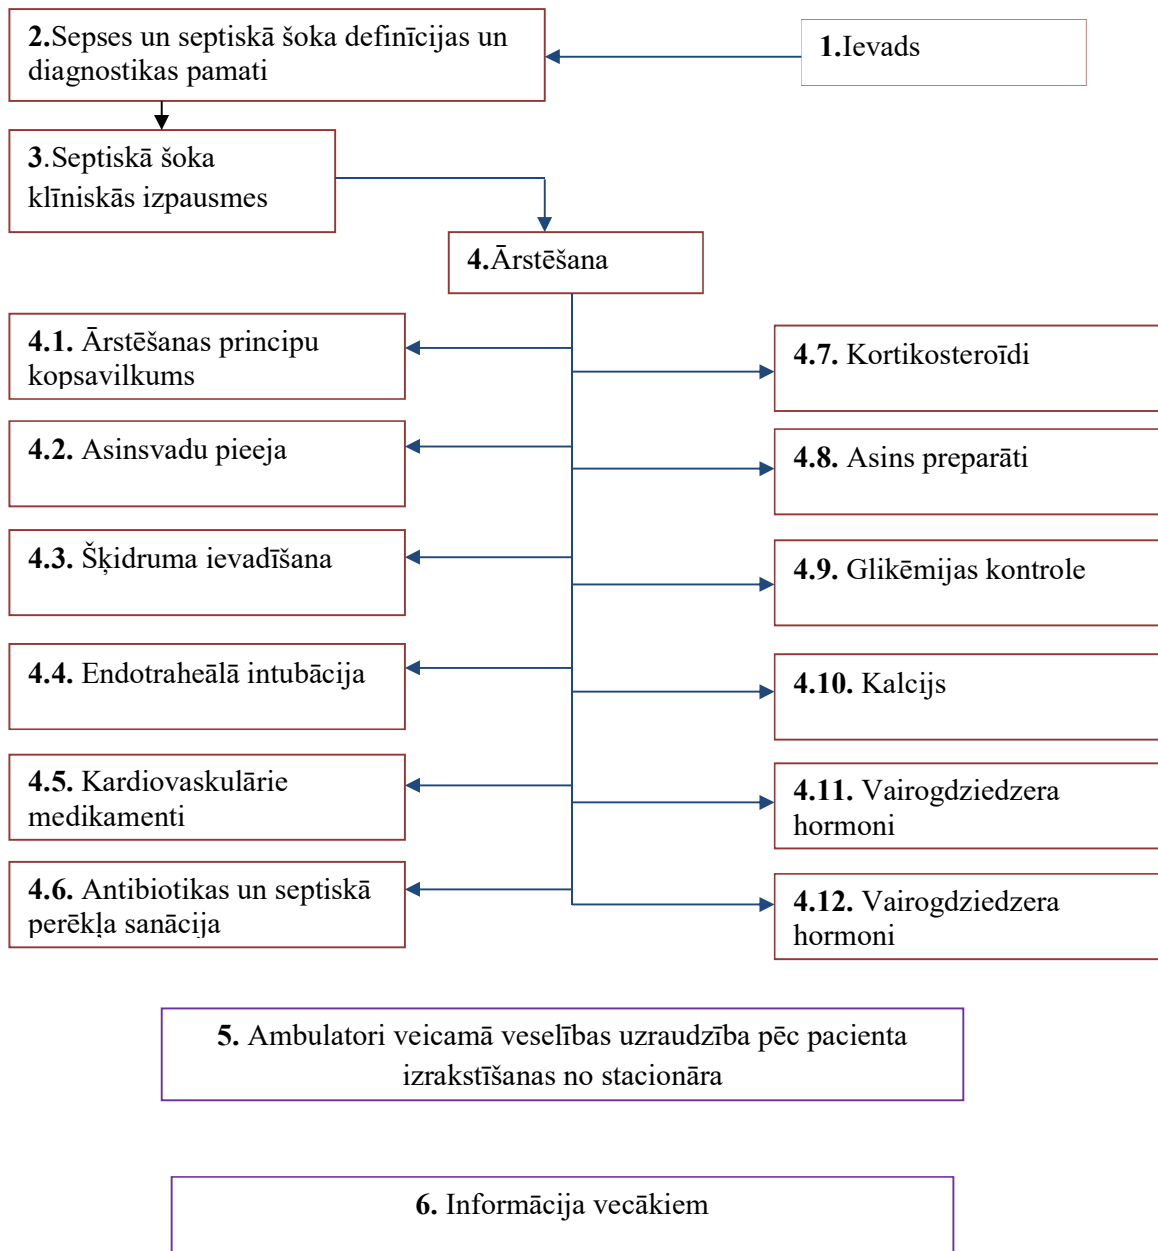 2.Sepses un septiskā šoka definīcijas un
diagnostikas pamati
1.Ievads
3.Septiskā šoka
klīniskās izpausmes
4.Ārstēšana
4.1. Ārstēšanas principu
kopsavilkums
4.2. Asinsvadu pieeja
4.3. Šķidruma ievadīšana
4.4. Endotraheālā intubācija
4.5. Kardiovaskulārie
medikamenti
4.6. Antibiotikas un septiskā
perēkļa sanācija
4.7. Kortikosteroīdi
4.8. Asins preparāti
4.9. Glikēmijas kontrole
4.10. Kalcijs
4.11. Vairogdziedzera
hormoni
4.12. Vairogdziedzera
hormoni
5. Ambulatori veicamā veselības uzraudzība pēc pacienta
izrakstīšanas no stacionāra
6. Informācija vecākiem